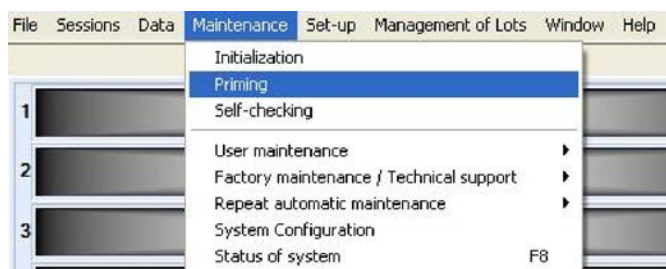 File Sessions Data Maintenance Set-up Management of Lots Window Help
Initialization
Priming
1
Self-checking
User maintenance
2
Factory maintenance / Technical support
Repeat automatic maintenance
3
System Configuration
Status of system F8